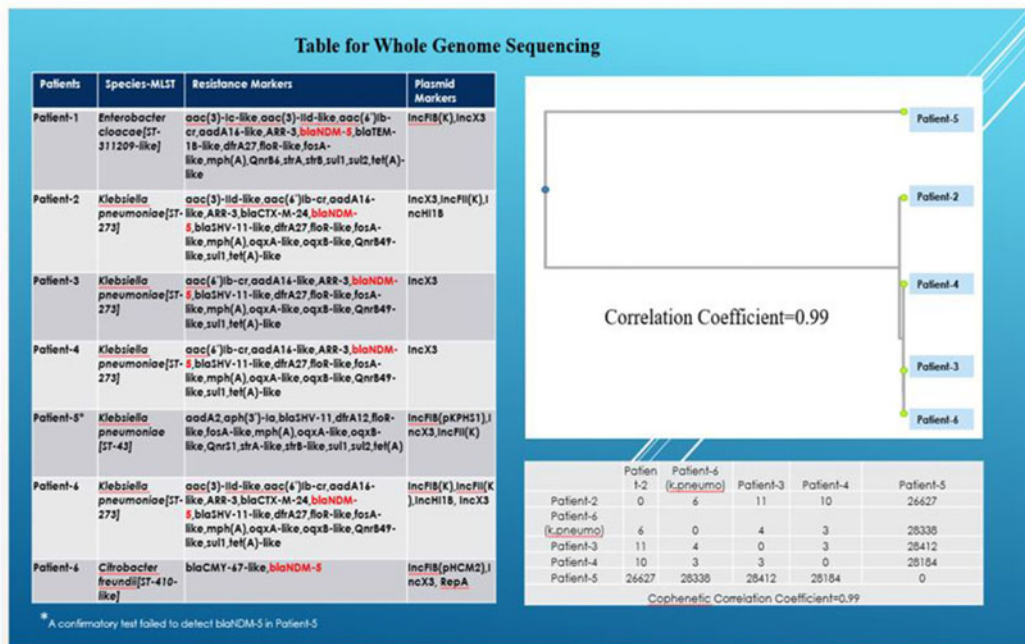 Table for Whole Genome Sequencing
Patients Species-MLST Resistance Markers Plasmid Markers
Patient-1
Enterobacter cloacae[ST-311209-like]
aac(3)-Ic-like,aac(3)-IId-like,aac(6')Ib-
cr,aadA16-like,ARR-3,blaNDM-5,blaTEM-
1B-like,dfrA27,floR-like,fosA-
like,mph(A),QnrB6,strA,strB,sul1,sul2,tet(A)-
like
IncFIB(K),IncX3
Patient-2
Klebsiella
pneumoniae[ST-
273]
aac(3)-IId-like,aac(6')Ib-cr,aadA16-
like,ARR-3,blaCTX-M-24,blaNDM-
5,blaSHV-11-like,dfrA27,floR-like,fosA-
like,mph(A),oqxA-like,oqxB-like,QnrB49-
like,sul1,tet(A)-like
IncX3,IncFII(K),I
ncHI1B
Patient-3
Klebsiella
pneumoniae[ST-
273]
aac(6')Ib-cr,aadA16-like,ARR-3,blaNDM-
5,blaSHV-11-like,dfrA27,floR-like,fosA-
like,mph(A),oqxA-like,oqxB-like,QnrB49-
like,sul1,tet(A)-like
IncX3
Patient-4
Klebsiella
pneumoniae[ST-
273]
aac(6')Ib-cr,aadA16-like,ARR-3,blaNDM-
5,blaSHV-11-like,dfrA27,floR-like,fosA-
like,mph(A),oqxA-like,oqxB-like,QnrB49-
like,sul1,tet(A)-like
IncX3
Patient-5*
Klebsiella
pneumoniae
[ST-43]
aadA2,aph(3')-Ia,blaSHV-11,dfrA12,floR-
like,fosA-like,mph(A),oqxA-like,oqxB-
like,QnrS1,strA-like,strB-like,sul1,sul2,tet(A)
IncFIB(pKPHS1),I
ncX3,IncFII(K)
Patient-6
Klebsiella
pneumoniae[ST-
273]
aac(3)-IId-like,aac(6')Ib-cr,aadA16-
like,ARR-3,blaCTX-M-24,blaNDM-
5,blaSHV-11-like,dfrA27,floR-like,fosA-
like,mph(A),oqxA-like,oqxB-like,QnrB49-
like,sul1,tet(A)-like
IncFIB(K),IncFII(K
),IncHI1B, IncX3
Patient-6
Citrobacter
freundii[ST-410-
like]
blaCMY-67-like,blaNDM-5
IncFIB(pHCM2),I
ncX3, RepA
* A confirmatory test failed to detect blaNDM-5 in Patient-5
Patient-5
Patient-2
Patient-4
Patient-3
Patient-6
Correlation Coefficient=0.99
Patien
t-2 Patient-6
(k.pneumo) Patient-3 Patient-4 Patient-5
Patient-2 0 6 11 10 26627
Patient-6
(k.pneumo) 6 0 4 3 28338
Patient-3 11 4 0 3 28412
Patient-4 10 3 3 0 28184
Patient-5 26627 28338 28412 28184 0
Cophenetic Correlation Coefficient=0.99